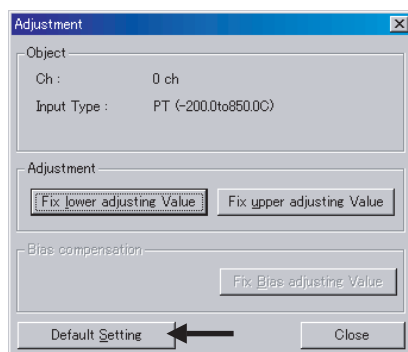 Adjustment
Object
Ch : 0 ch
Input Type : PT (-200.0to850.0C)
Adjustment
Fix lower adjusting Value Fix upper adjusting Value
Bias compensation
Fix Bias adjusting Value
Default Setting Close